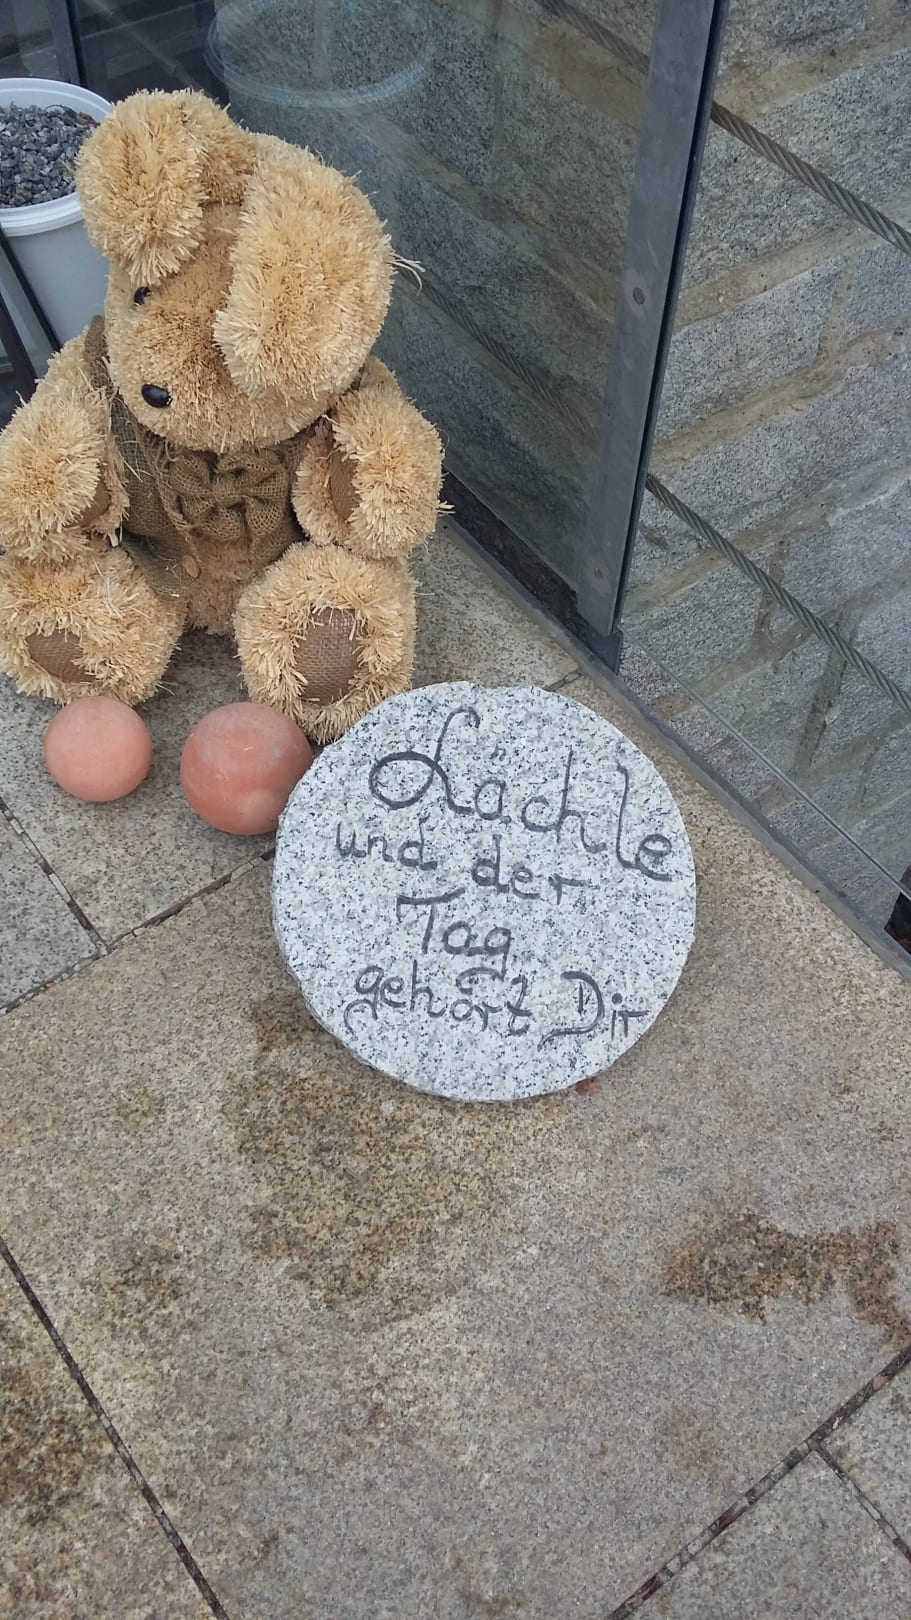 Lächle
und der
Tag
gehört Dir